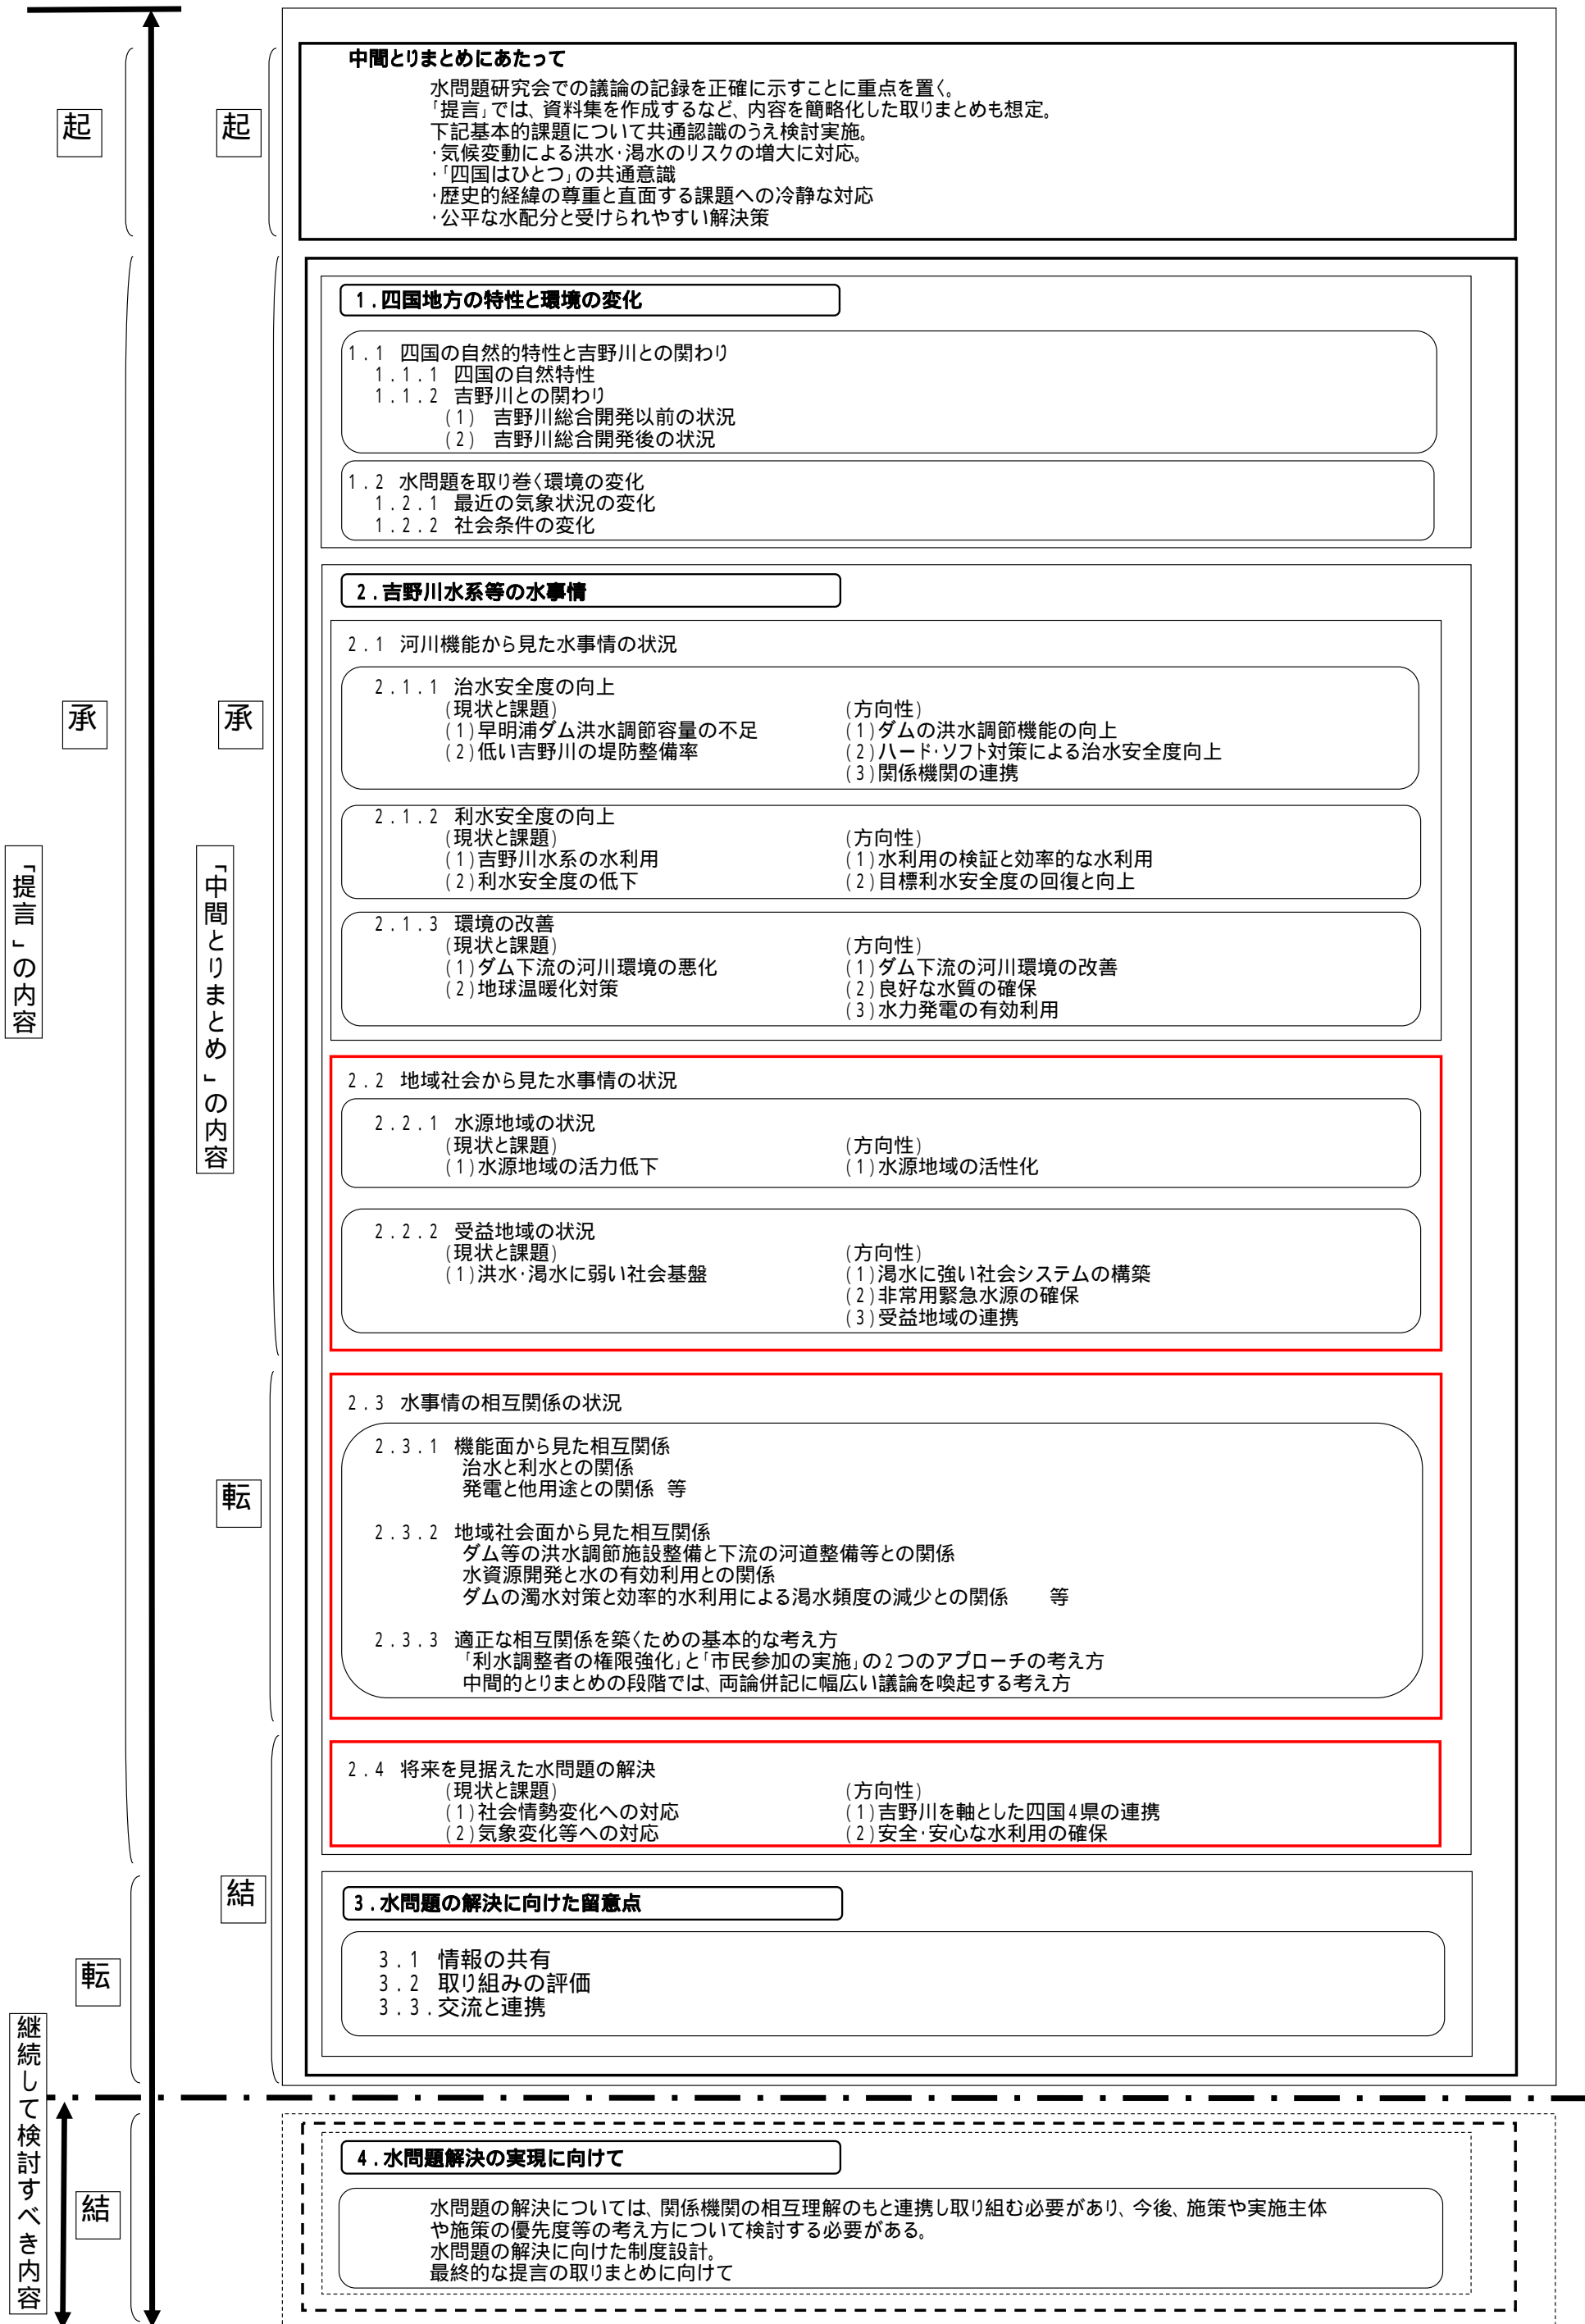 中間とりまとめにあたって
水問題研究会での議論の記録を正確に示すことに重点を置く。
「提言」では、資料集を作成するなど、内容を簡略化した取りまとめも想定。
下記基本的課題について共通認識のうえ検討実施。
・気候変動による洪水・渇水のリスクの増大に対応。
・「四国はひとつ」の共通意識
・歴史的経緯の尊重と直面する課題への冷静な対応
・公平な水配分と受けられやすい解決策
起
起
1.四国地方の特性と環境の変化
1.1 四国の自然的特性と吉野川との関わり
1.1.1 四国の自然特性
1.1.2 吉野川との関わり
(1) 吉野川総合開発以前の状況
(2) 吉野川総合開発後の状況
1.2 水問題を取り巻く環境の変化
1.2.1 最近の気象状況の変化
1.2.2 社会条件の変化
2.吉野川水系等の水事情
2.1 河川機能から見た水事情の状況
2.1.1 治水安全度の向上
(現状と課題) (方向性)
(1)早明浦ダム洪水調節容量の不足 (1)ダムの洪水調節機能の向上
(2)低い吉野川の堤防整備率 (2)ハード・ソフト対策による治水安全度向上
(3)関係機関の連携
承
承
2.1.2 利水安全度の向上
(現状と課題) (方向性)
(1)吉野川水系の水利用 (1)水利用の検証と効率的な水利用
(2)利水安全度の低下 (2)目標利水安全度の回復と向上
「提言」の内容
「中間とりまとめ」の内容
2.1.3 環境の改善
(現状と課題) (方向性)
(1)ダム下流の河川環境の悪化 (1)ダム下流の河川環境の改善
(2)地球温暖化対策 (2)良好な水質の確保
(3)水力発電の有効利用
2.2 地域社会から見た水事情の状況
2.2.1 水源地域の状況
(現状と課題) (方向性)
(1)水源地域の活力低下 (1)水源地域の活性化
2.2.2 受益地域の状況
(現状と課題) (方向性)
(1)洪水・渇水に弱い社会基盤 (1)渇水に強い社会システムの構築
(2)非常用緊急水源の確保
(3)受益地域の連携
2.3 水事情の相互関係の状況
2.3.1 機能面から見た相互関係
治水と利水との関係
発電と他用途との関係 等
転
2.3.2 地域社会面から見た相互関係
ダム等の洪水調節施設整備と下流の河道整備等との関係
水資源開発と水の有効利用との関係
ダムの濁水対策と効率的水利用による渇水頻度の減少との関係 等
2.3.3 適正な相互関係を築くための基本的な考え方
「利水調整者の権限強化」と「市民参加の実施」の2つのアプローチの考え方
中間的とりまとめの段階では、両論併記に幅広い議論を喚起する考え方
2.4 将来を見据えた水問題の解決
(現状と課題) (方向性)
(1)社会情勢変化への対応 (1)吉野川を軸とした四国4県の連携
(2)気象変化等への対応 (2)安全・安心な水利用の確保
結
3.水問題の解決に向けた留意点
3.1 情報の共有
3.2 取り組みの評価
3.3.交流と連携
転
継続して検討すべき内容
4.水問題解決の実現に向けて
結
水問題の解決については、関係機関の相互理解のもと連携し取り組む必要があり、今後、施策や実施主体
や施策の優先度等の考え方について検討する必要がある。
水問題の解決に向けた制度設計。
最終的な提言の取りまとめに向けて